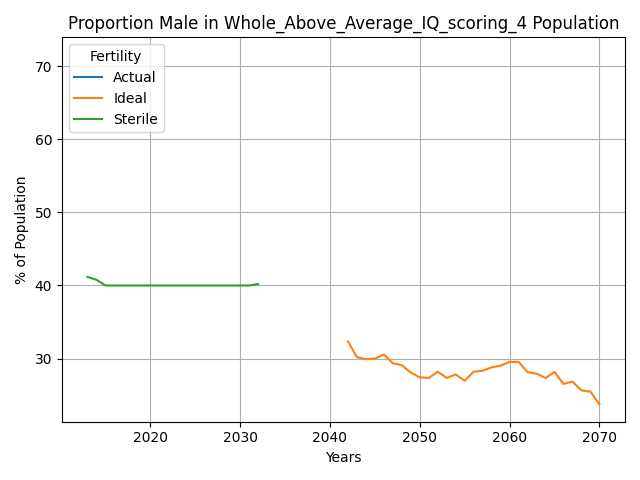 Proportion Male in Whole_Above_Average_IQ_scoring_4 Population
Fertility
Actual
Ideal
Sterile
% of Population
70
60
50
40
30
2020 2030 2040 2050 2060 2070
Years